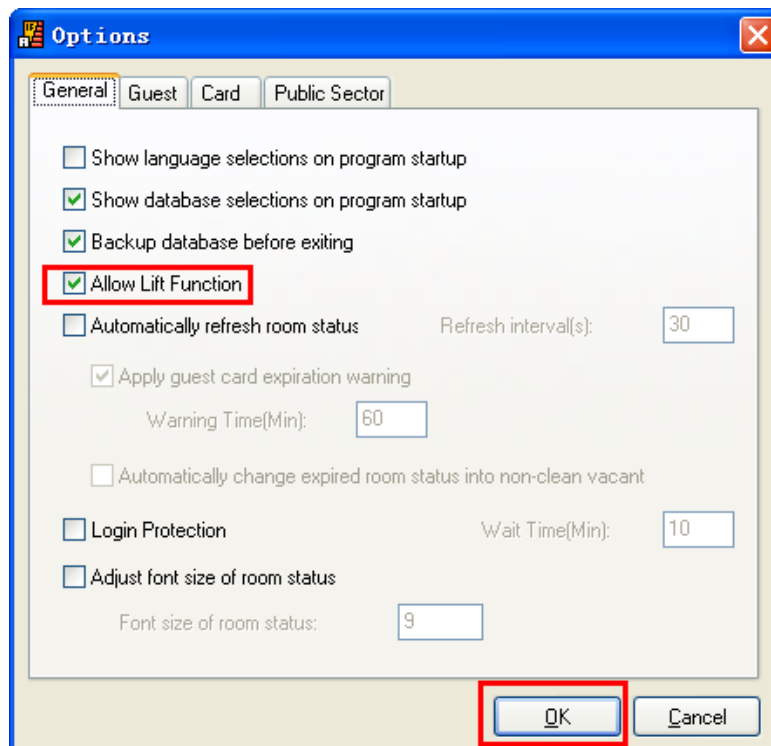 Options
General Guest Card Public Sector
Show language selections on program startup
Show database selections on program startup
Backup database before exiting
Allow Lift Function
Automatically refresh room status Refresh interval(s): 30
Apply guest card expiration warning
Warning Time(Min): 60
Automatically change expired room status into non-clean vacant
Login Protection Wait Time(Min): 10
Adjust font size of room status
Font size of room status: 9
OK Cancel